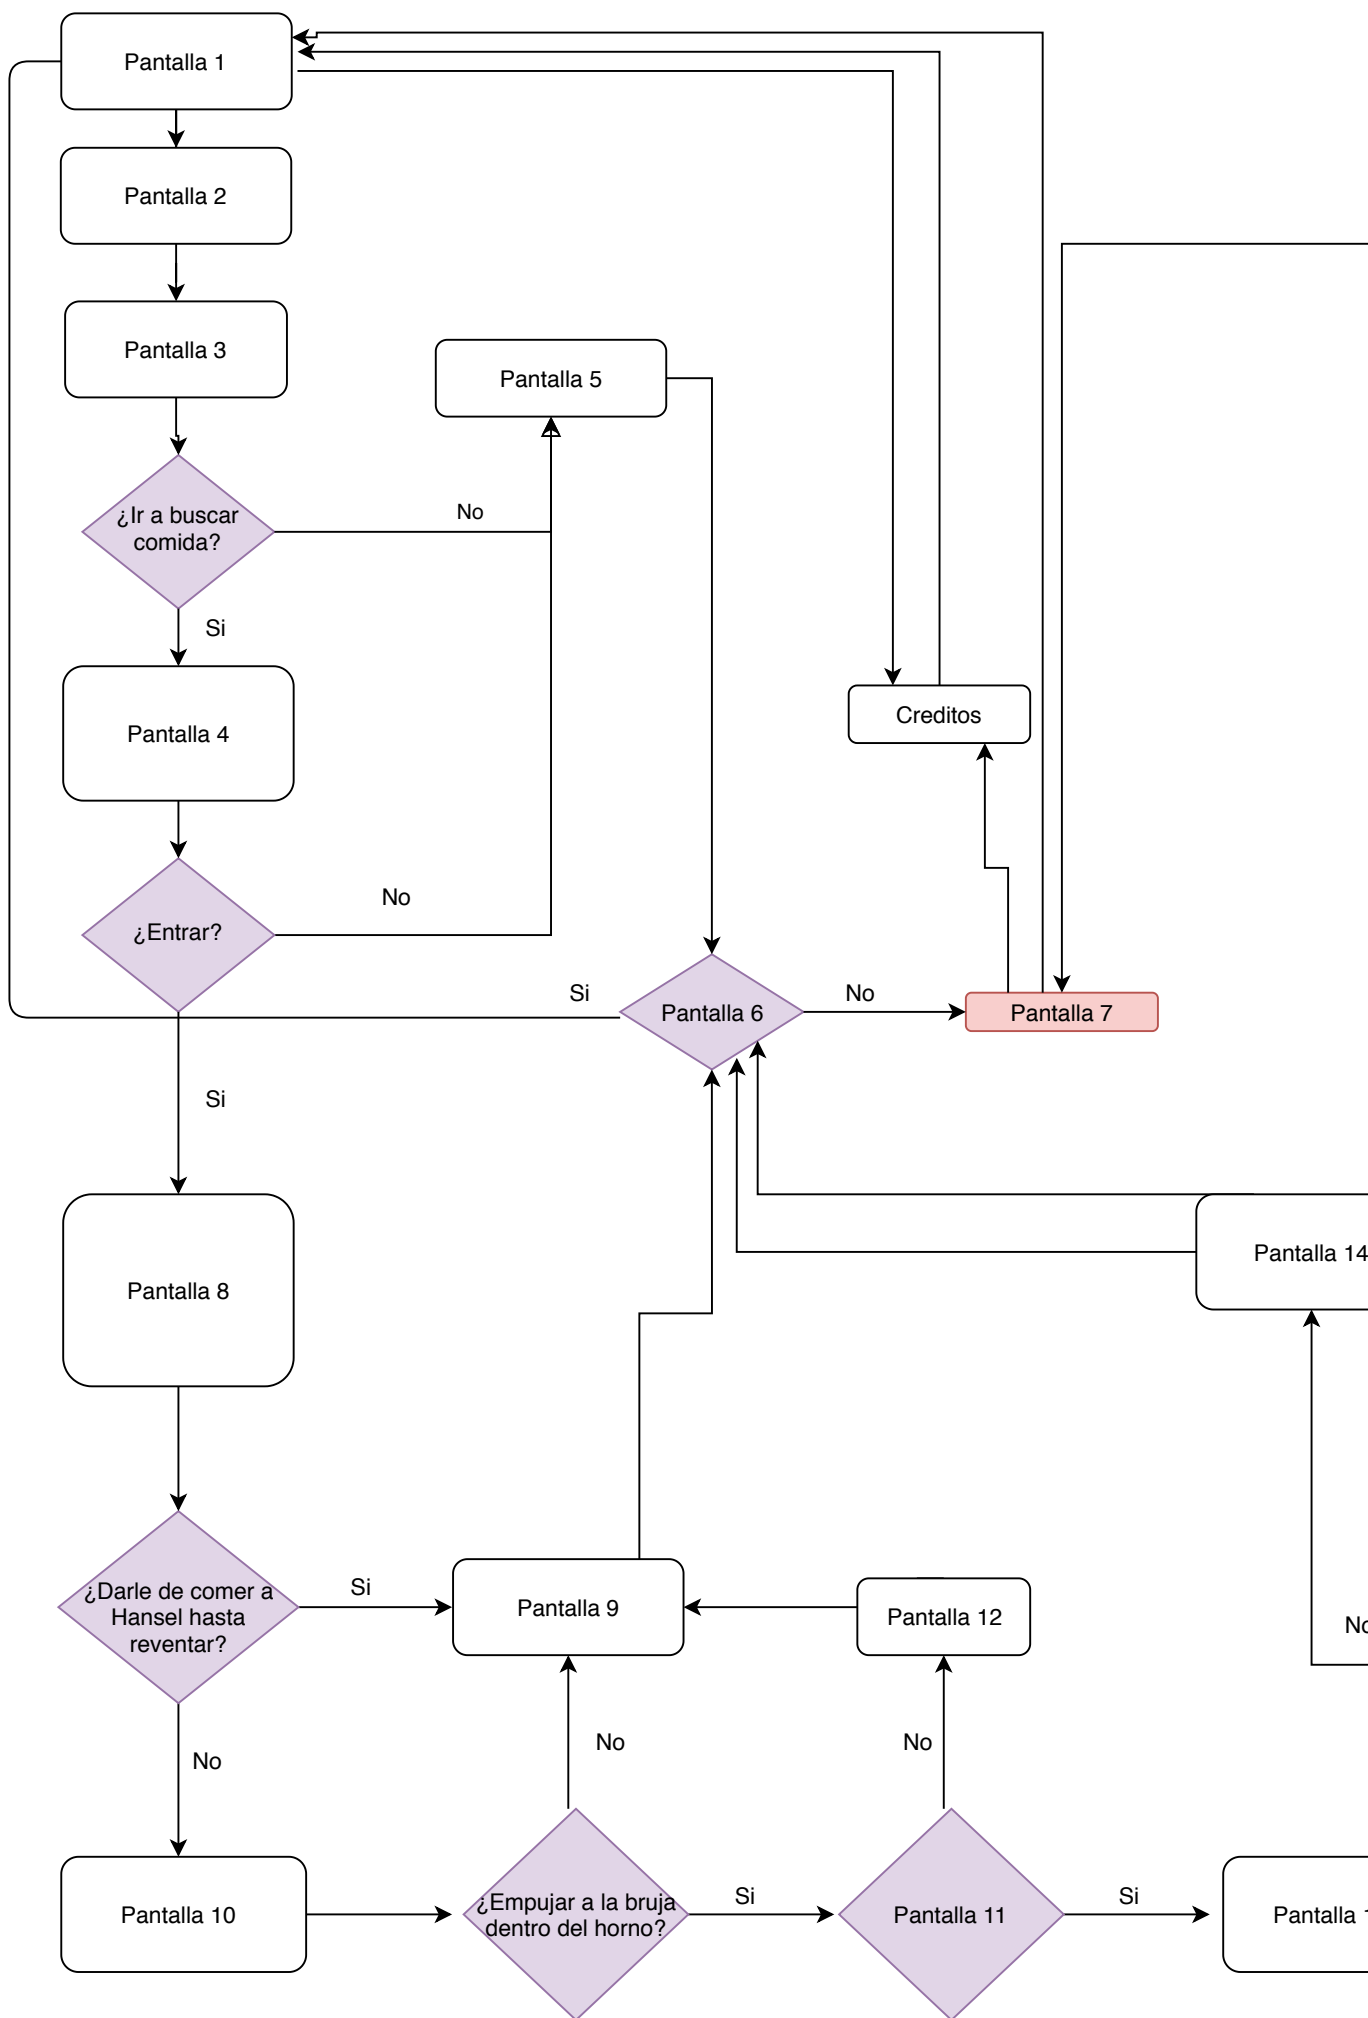 Pantalla 1
Pantalla 2
Pantalla 3
Pantalla 5
¿Ir a buscar
comida?
No
Si
Pantalla 4
Creditos
¿Entrar?
No
Si
Pantalla 6
No
Pantalla 7
Si
Pantalla 8
Pantalla 14
¿Darle de comer a
Hansel hasta
reventar?
Si
Pantalla 9
Pantalla 12
No
No
No
No
Pantalla 10
¿Empujar a la bruja
dentro del horno?
Si
Pantalla 11
Si
Pantalla